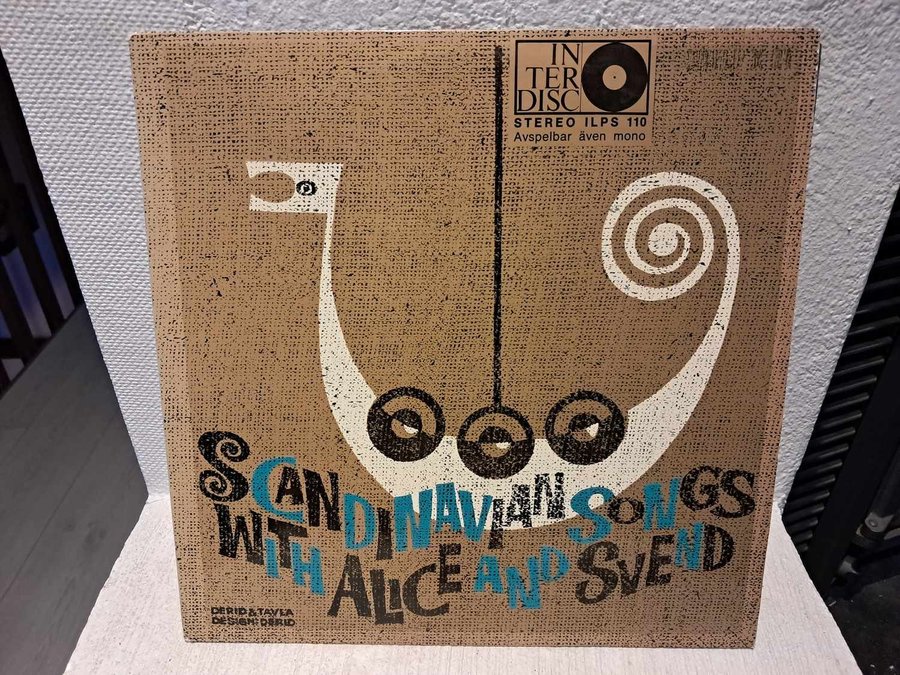 IN
TER
DISC
STEREO ILPS 110
Avspelbar även mono
SCANDINAVIAN SONGS
WITH ALICE AND SVEND
DERID & TAVLA
DESIGN: DERID